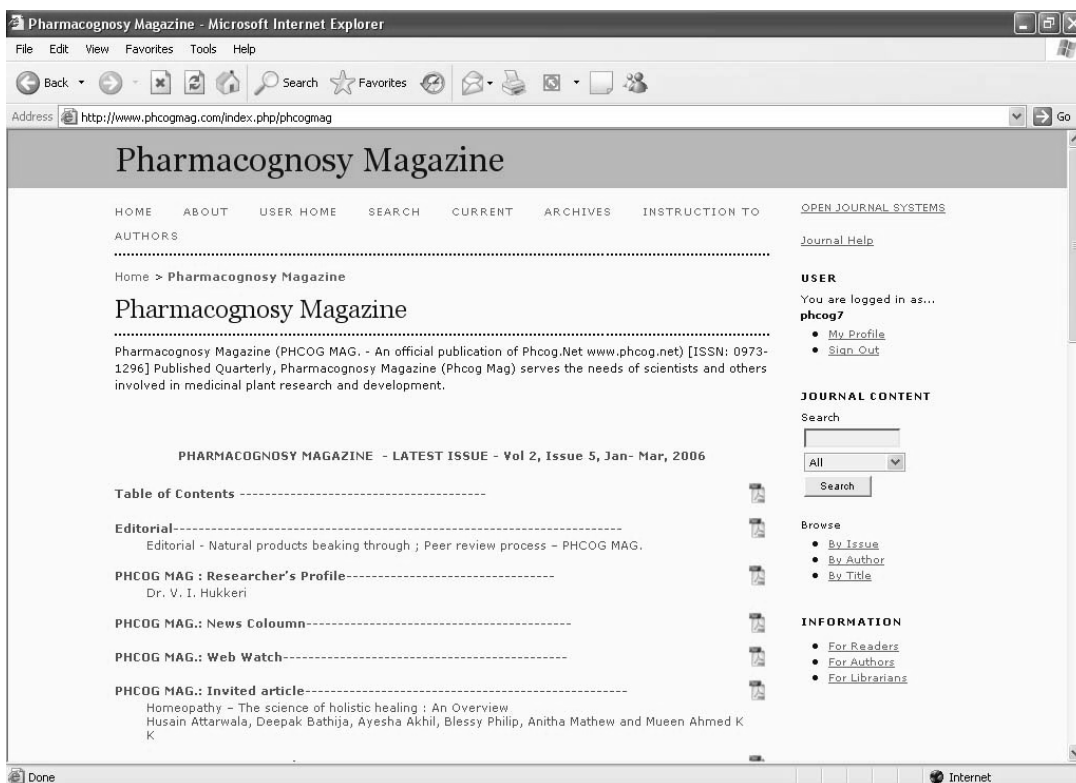 Pharmacognosy Magazine - Microsoft Internet Explorer
File Edit View Favorites Tools Help
Back Search Favorites
Address http://www.phcogmag.com/index.php/phcogmag Go
Pharmacognosy Magazine
HOME ABOUT USER HOME SEARCH CURRENT ARCHIVES INSTRUCTION TO
AUTHORS
Home > Pharmacognosy Magazine
Pharmacognosy Magazine
Pharmacognosy Magazine (PHCOG MAG. - An official publication of Phcog.Net www.phcog.net) [ISSN: 0973-
1296] Published Quarterly, Pharmacognosy Magazine (Phcog Mag) serves the needs of scientists and others
involved in medicinal plant research and development.
PHARMACOGNOSY MAGAZINE - LATEST ISSUE - Vol 2, Issue 5, Jan- Mar, 2006
Table of Contents -------------------------------------
Editorial-------------------------------------------------------------------
Editorial - Natural products beaking through ; Peer review process – PHCOG MAG.
PHCOG MAG : Researcher's Profile-------------------------------
Dr. V. I. Hukkeri
PHCOG MAG.: News Coloumn---------------------------------------
PHCOG MAG.: Web Watch------------------------------------------
PHCOG MAG.: Invited article------------------------------------------------
Homeopathy – The science of holistic healing : An Overview
Husain Attarwala, Deepak Bathija, Ayesha Akhil, Blessy Philip, Anitha Mathew and Mueen Ahmed K
K
OPEN JOURNAL SYSTEMS
Journal Help
USER
You are logged in as...
phcog7
My Profile
Sign Out
JOURNAL CONTENT
Search
All
Search
Browse
By Issue
By Author
By Title
INFORMATION
For Readers
For Authors
For Librarians
Done Internet